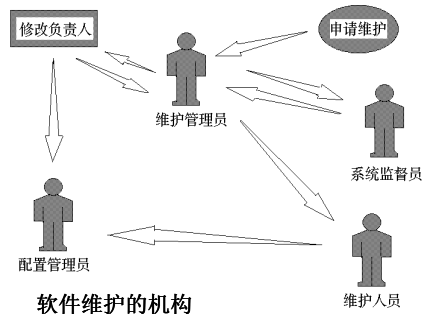 修改负责人
申请维护
维护管理员
系统监督员
配置管理员
维护人员
软件维护的机构